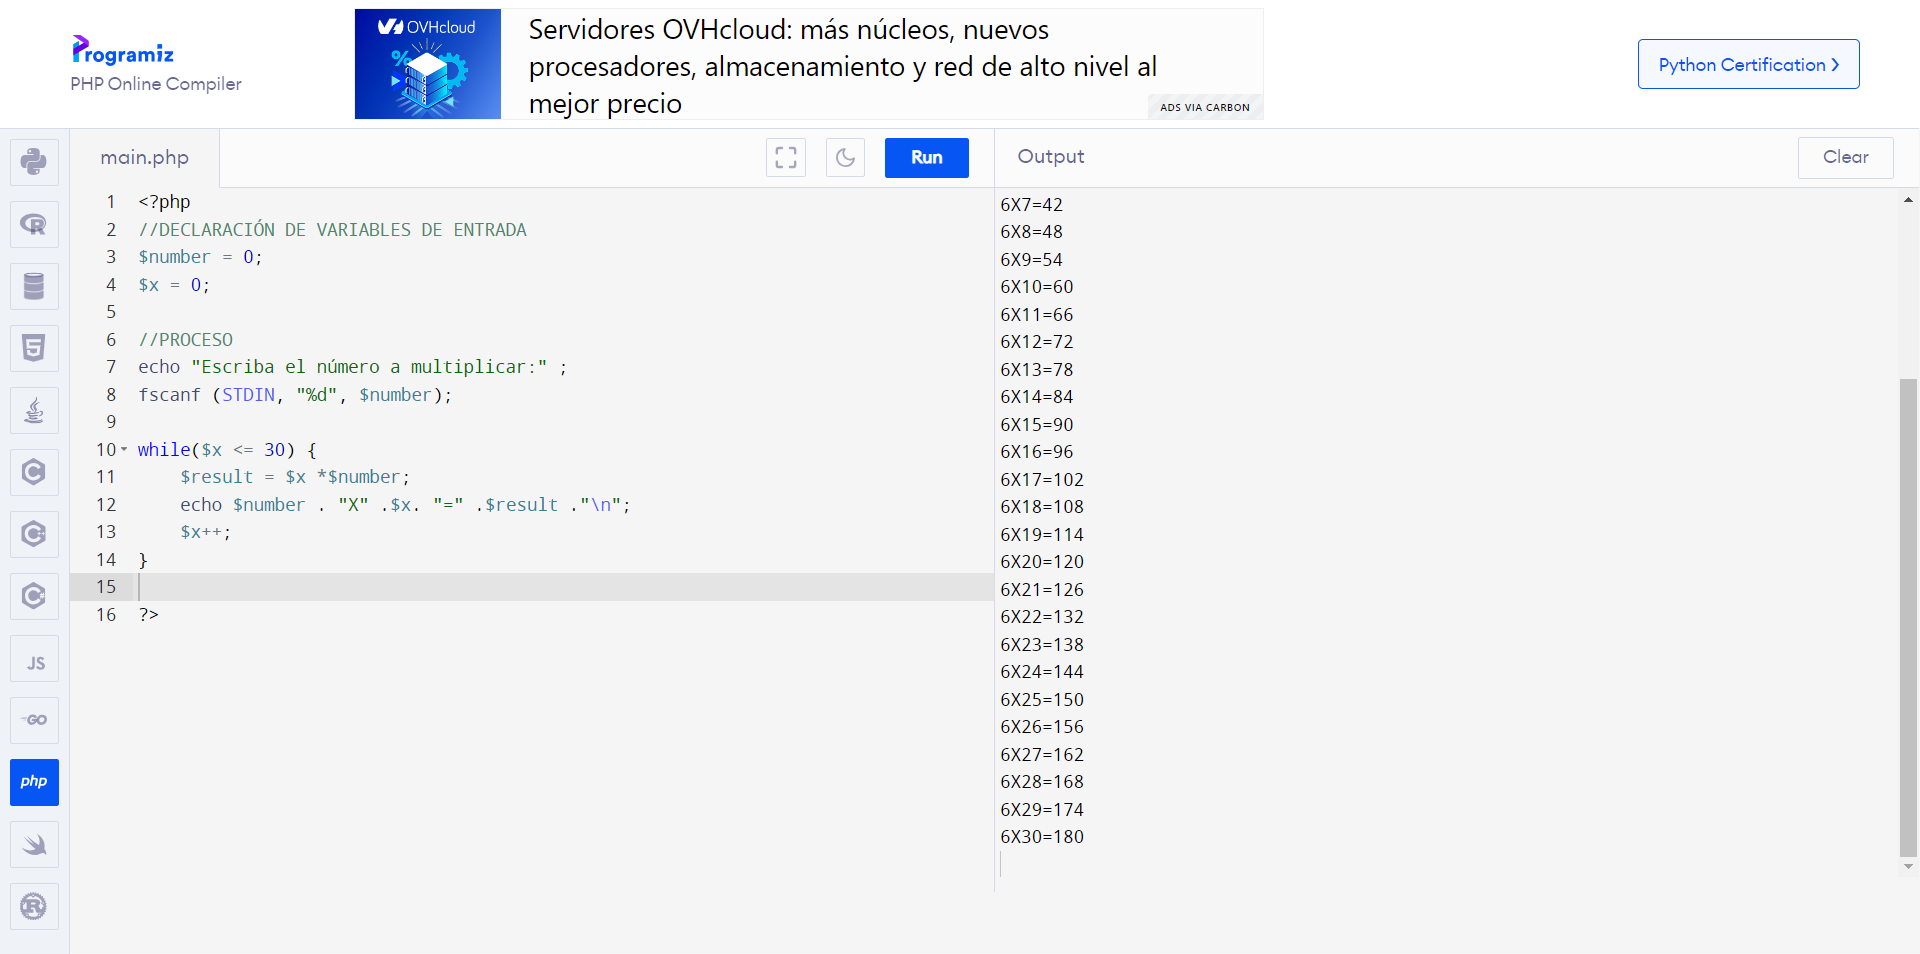 Programiz
PHP Online Compiler
OVHcloud
%
Servidores OVHcloud: más núcleos, nuevos
procesadores, almacenamiento y red de alto nivel al
mejor precio
ADS VIA CARBON
Python Certification
main.php
Run
Output
Clear
1 <?php
2 //DECLARACIÓN DE VARIABLES DE ENTRADA
3 $number = 0;
4 $x = 0;
5
6 //PROCESO
7 echo "Escriba el número a multiplicar:" ;
8 fscanf (STDIN, "%d", $number);
9
10 while($x <= 30) {
11     $result = $x *$number;
12     echo $number . "X" .$x. "=" .$result ."\n";
13     $x++;
14 }
15
16 ?>
R
5
C
C
C
JS
GO
php
R
6X7=42
6X8=48
6X9=54
6X10=60
6X11=66
6X12=72
6X13=78
6X14=84
6X15=90
6X16=96
6X17=102
6X18=108
6X19=114
6X20=120
6X21=126
6X22=132
6X23=138
6X24=144
6X25=150
6X26=156
6X27=162
6X28=168
6X29=174
6X30=180